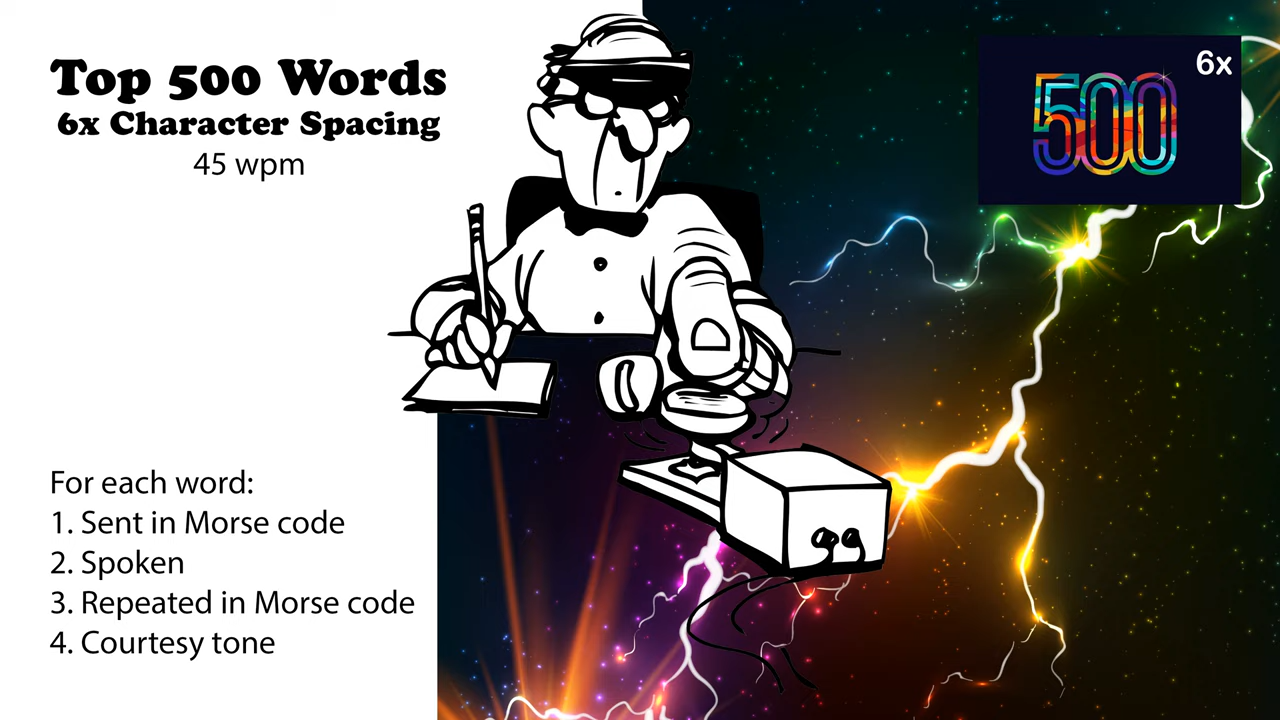 Top 500 Words
6x Character Spacing
45 wpm
6x
500
For each word:
1. Sent in Morse code
2. Spoken
3. Repeated in Morse code
4. Courtesy tone